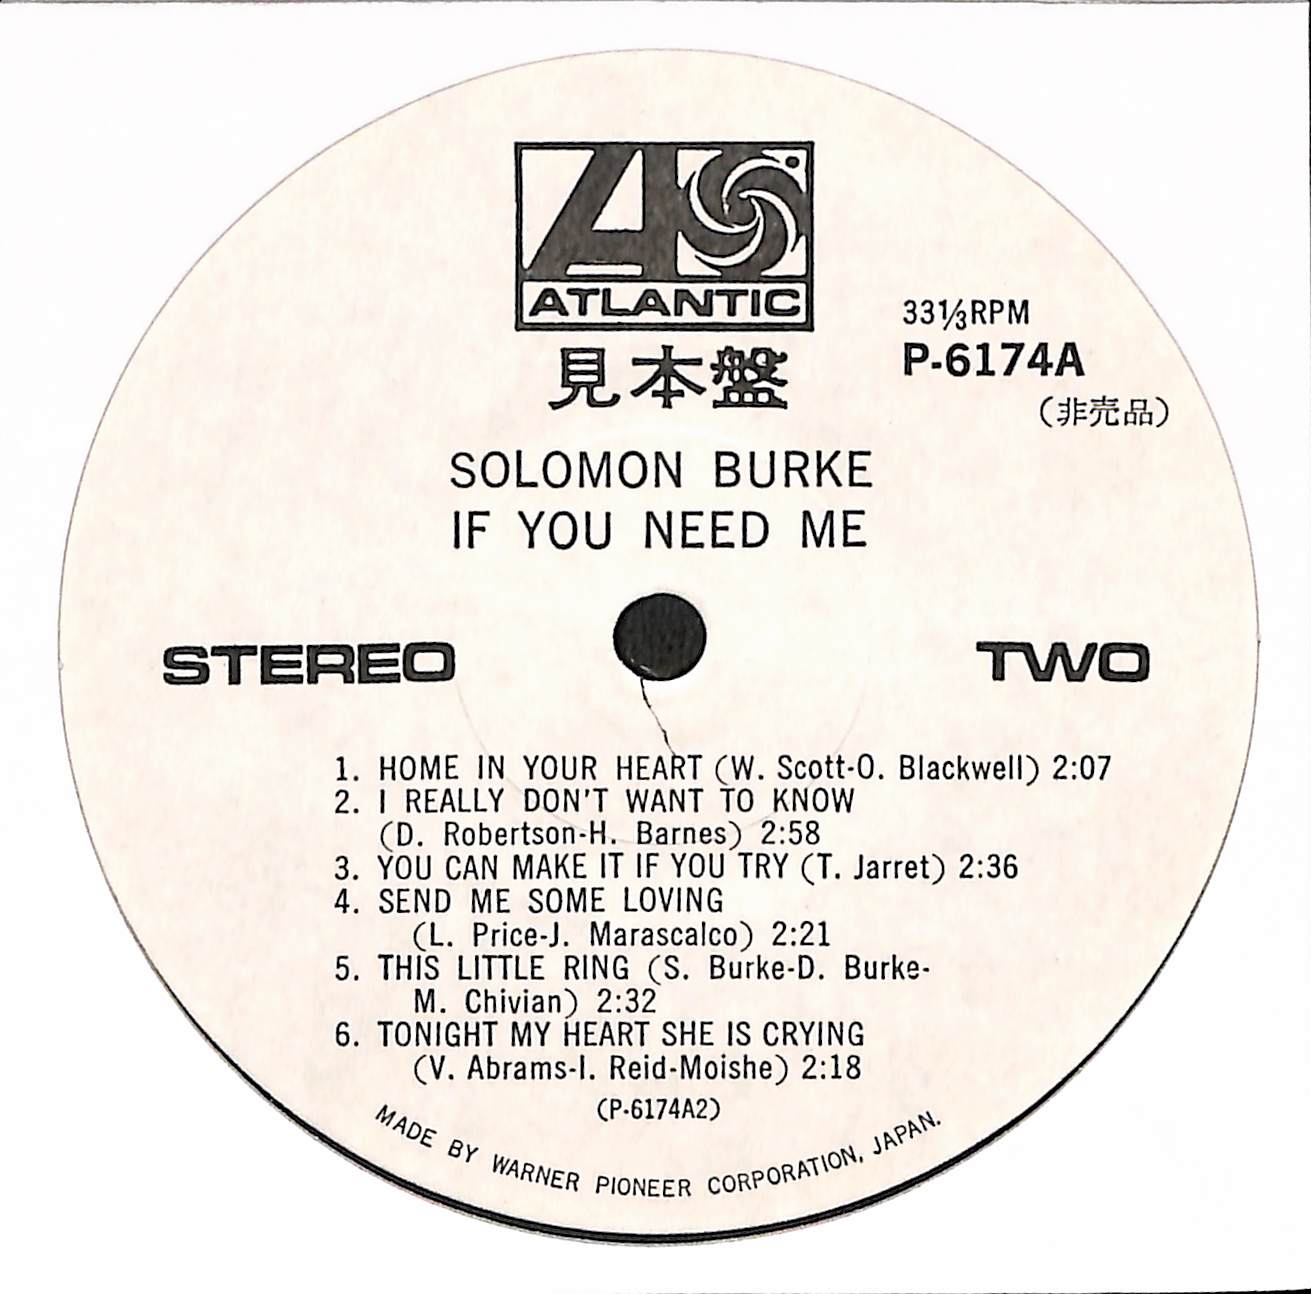 ATLANTIC
見本盤
33⅓RPM
P-6174A
(非売品)
SOLOMON BURKE
IF YOU NEED ME
STEREO
TWO
1. HOME IN YOUR HEART (W. Scott-O. Blackwell) 2:07
2. I REALLY DON'T WANT TO KNOW
(D. Robertson-H. Barnes) 2:58
3. YOU CAN MAKE IT IF YOU TRY (T. Jarret) 2:36
4. SEND ME SOME LOVING
(L. Price-J. Marascalco) 2:21
5. THIS LITTLE RING (S. Burke-D. Burke-
M. Chivian) 2:32
6. TONIGHT MY HEART SHE IS CRYING
(V. Abrams-I. Reid-Moishe) 2:18
(P-6174A2)
MADE BY WARNER PIONEER CORPORATION, JAPAN.